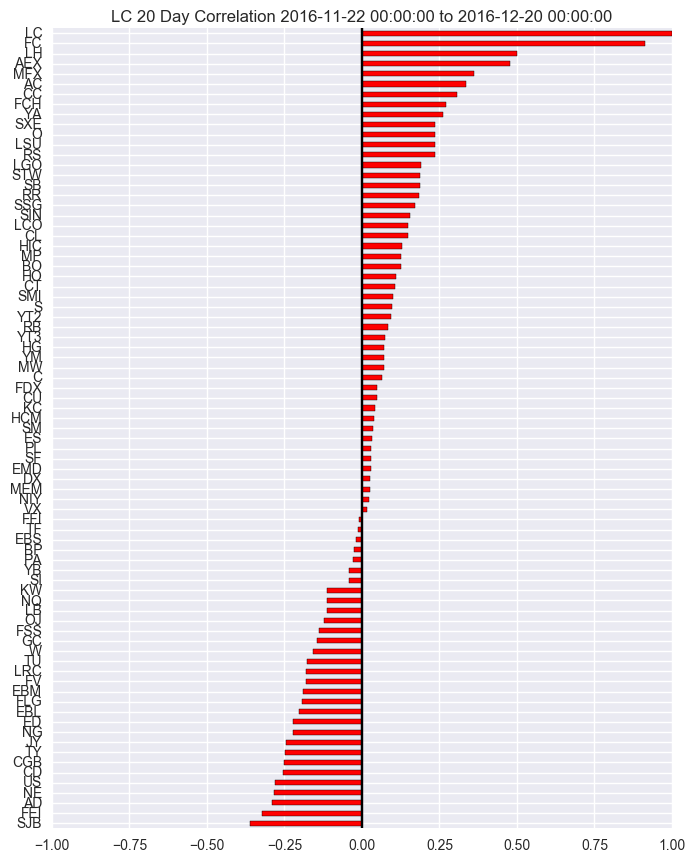 LC 20 Day Correlation 2016-11-22 00:00:00 to 2016-12-20 00:00:00
LC
FC
LH
AEX
MFX
AC
CC
FCH
YA
SXE
O
LSU
RS
LGO
STW
SB
RR
SSG
SIN
LCO
CL
HIC
MP
BO
HO
CT
SMI
S
YT2
RB
YT3
HG
YM
MW
C
FDX
CU
KC
HCM
SM
ES
PL
SF
EMD
DX
MEM
NIY
VX
TF
EBS
BP
PA
YB
SI
KW
NQ
LB
OJ
FSS
GC
W
TU
LRC
FV
EBM
FLG
EBL
ED
NG
JY
TY
CGB
CD
US
NE
AD
FEI
SJB
−1.00
−0.75
−0.50
−0.25
0.00
0.25
0.50
0.75
1.00